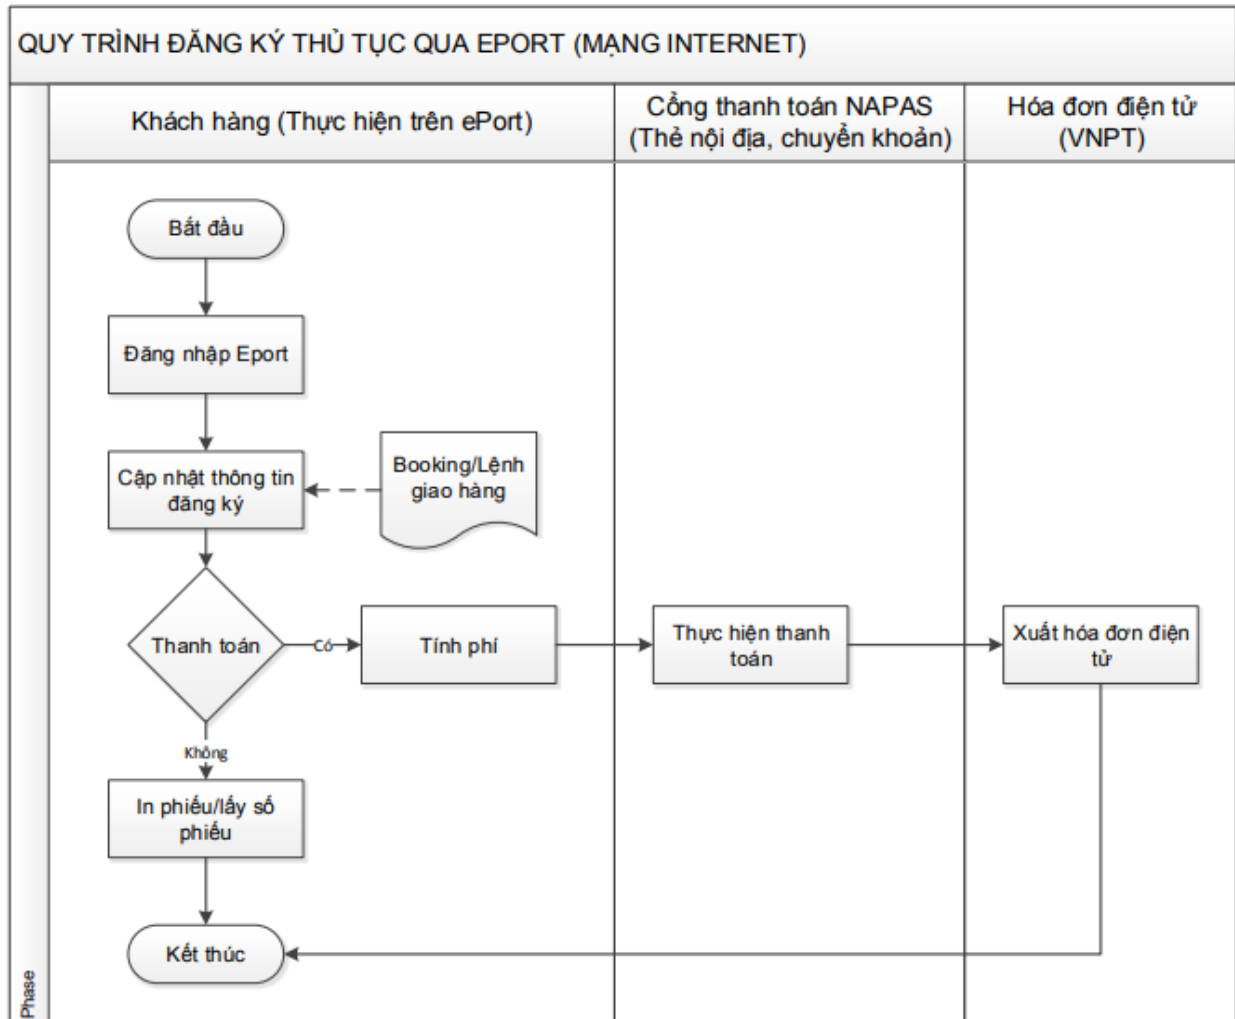 QUY TRÌNH ĐĂNG KÝ THỦ TỤC QUA EPORT (MẠNG INTERNET)
Khách hàng (Thực hiện trên ePort)
Cổng thanh toán NAPAS
(Thẻ nội địa, chuyển khoản)
Hóa đơn điện tử
(VNPT)
Bắt đầu
Đăng nhập Eport
Cập nhật thông tin
đăng ký
Booking/Lệnh
giao hàng
Thanh toán
Có
Tính phí
Thực hiện thanh
toán
Xuất hóa đơn điện
tử
Không
In phiếu/lấy số
phiếu
Kết thúc
Phase